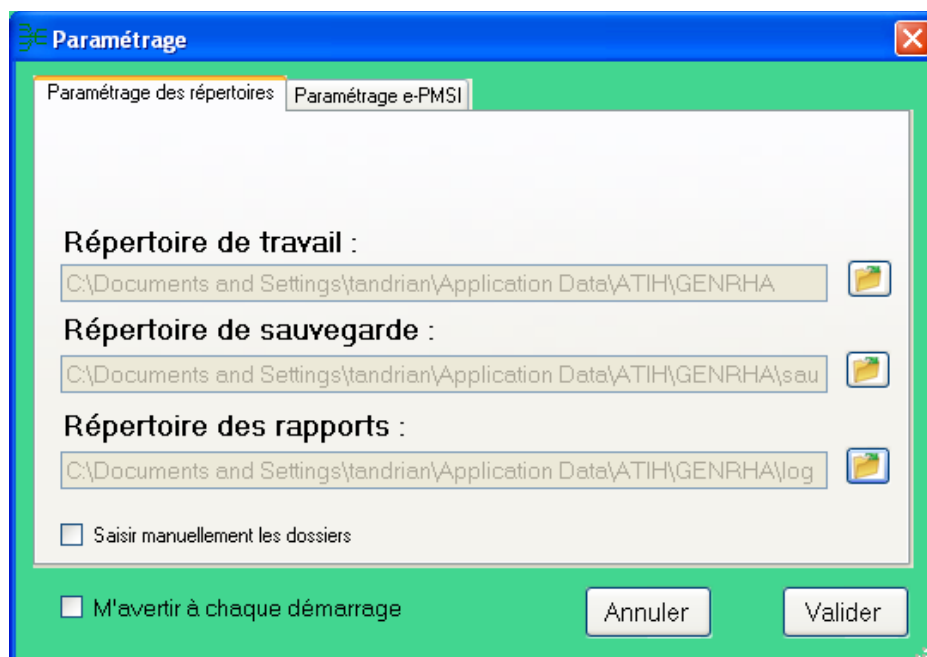 Paramétrage
Paramétrage des répertoires
Paramétrage e-PMSI
Répertoire de travail :
C:\Documents and Settings\tandrian\Application Data\ATIH\GENRHA
Répertoire de sauvegarde :
C:\Documents and Settings\tandrian\Application Data\ATIH\GENRHA\sau
Répertoire des rapports :
C:\Documents and Settings\tandrian\Application Data\ATIH\GENRHA\log
Saisir manuellement les dossiers
M'avertir à chaque démarrage
Annuler
Valider